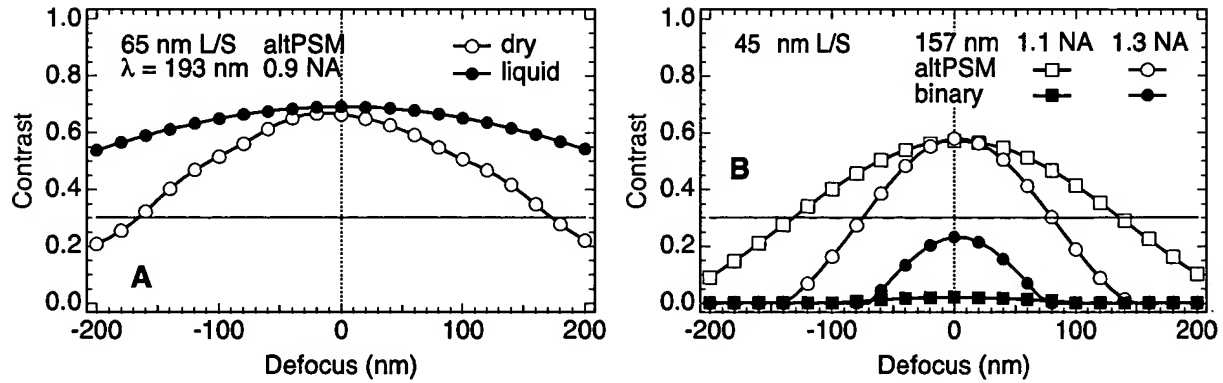 65 nm L/S altPSM
λ = 193 nm 0.9 NA
dry
liquid
Contrast
1.0
0.8
0.6
0.4
0.2
0.0
A
-200 -100 0 100 200
Defocus (nm)
45 nm L/S 157 nm 1.1 NA 1.3 NA
altPSM
binary
Contrast
1.0
0.8
0.6
0.4
0.2
0.0
B
-200 -100 0 100 200
Defocus (nm)